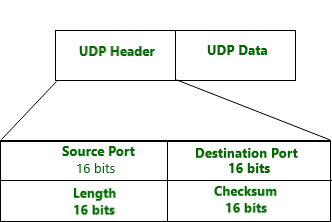 UDP Header
UDP Data
Source Port
16 bits
Destination Port
16 bits
Length
16 bits
Checksum
16 bits